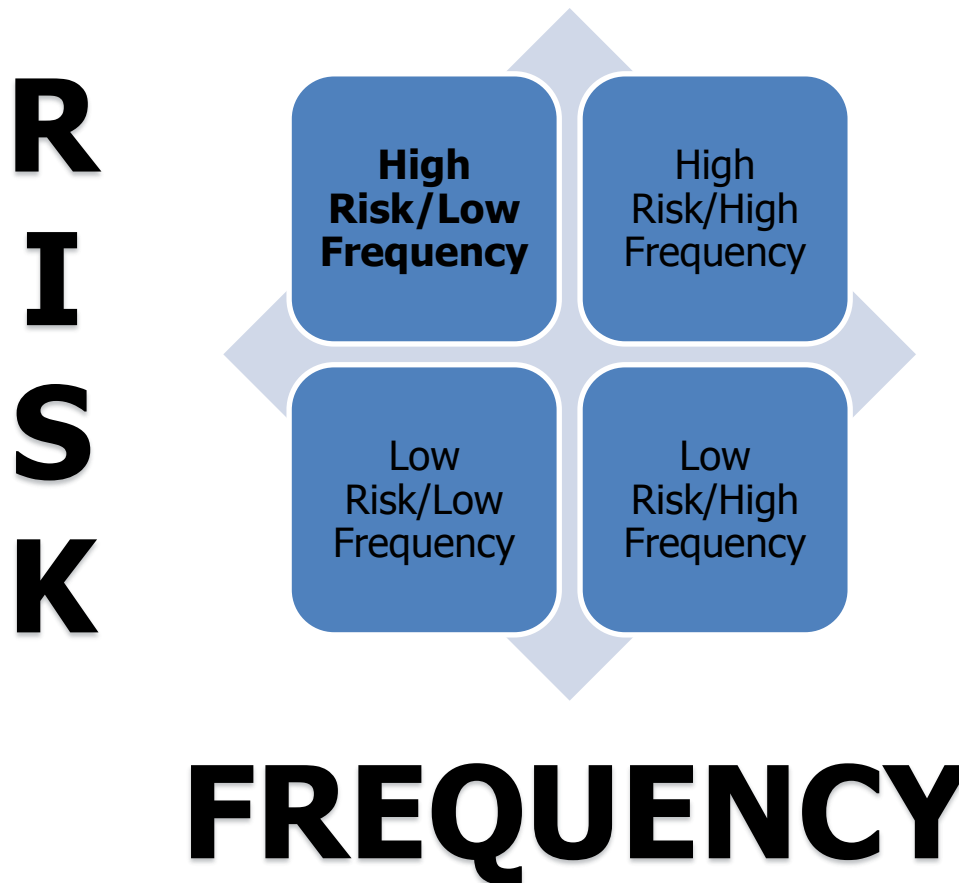 R
I
S
K
High
Risk/Low
Frequency
High
Risk/High
Frequency
Low
Risk/Low
Frequency
Low
Risk/High
Frequency
FREQUENCY